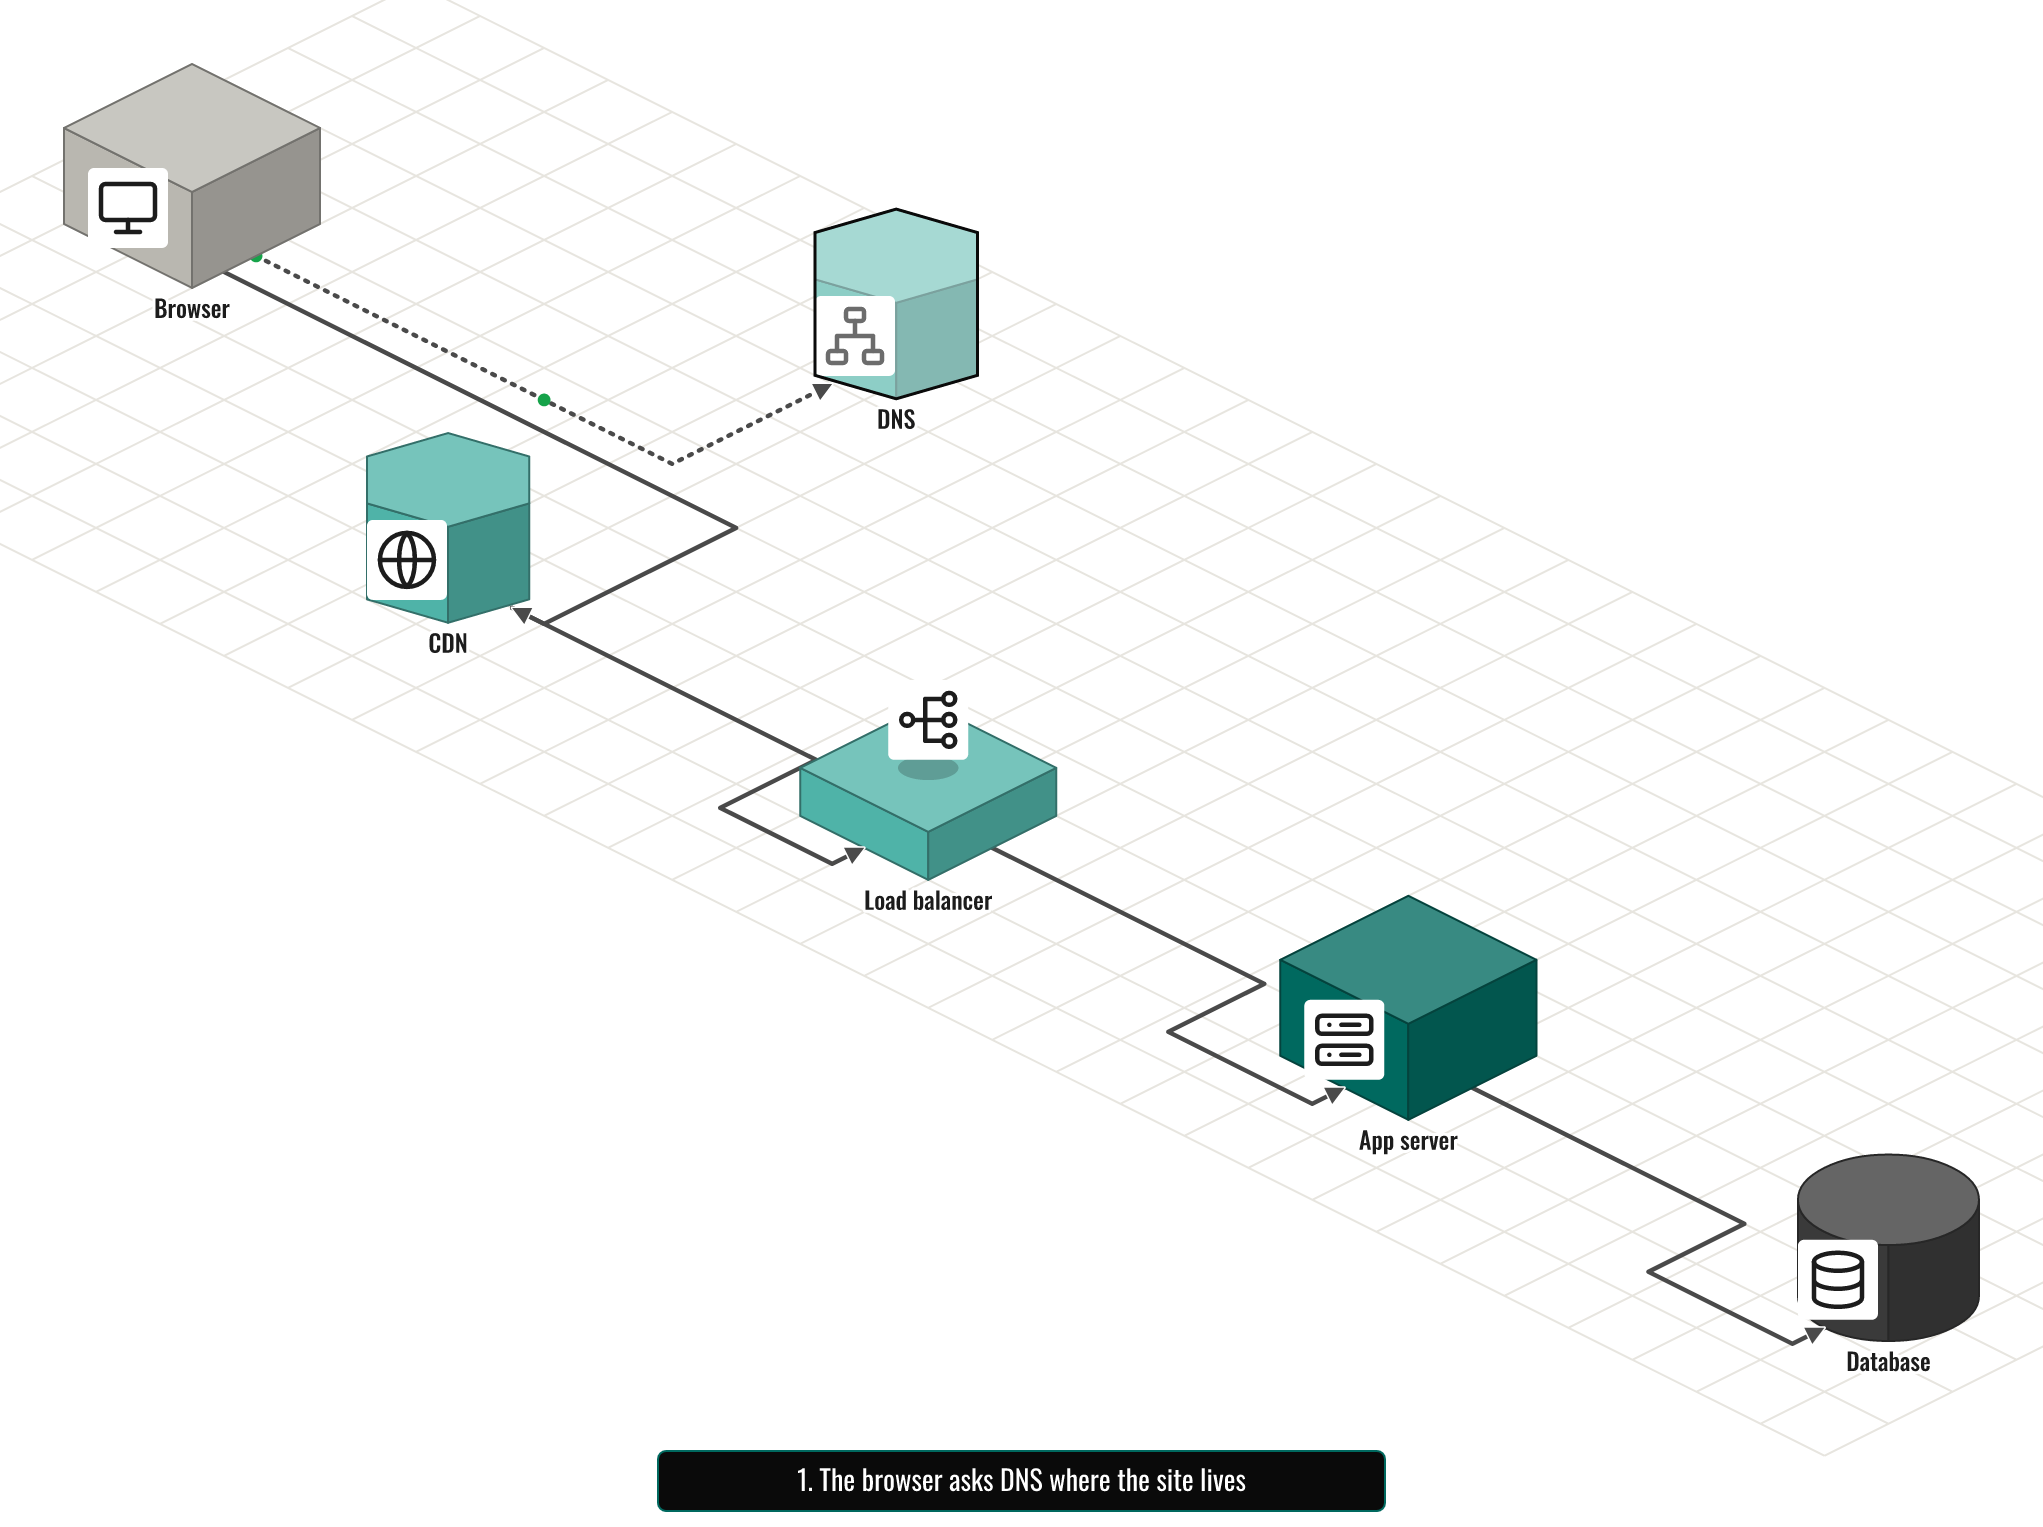 Browser
DNS
CDN
Load balancer
App server
Database
1. The browser asks DNS where the site lives